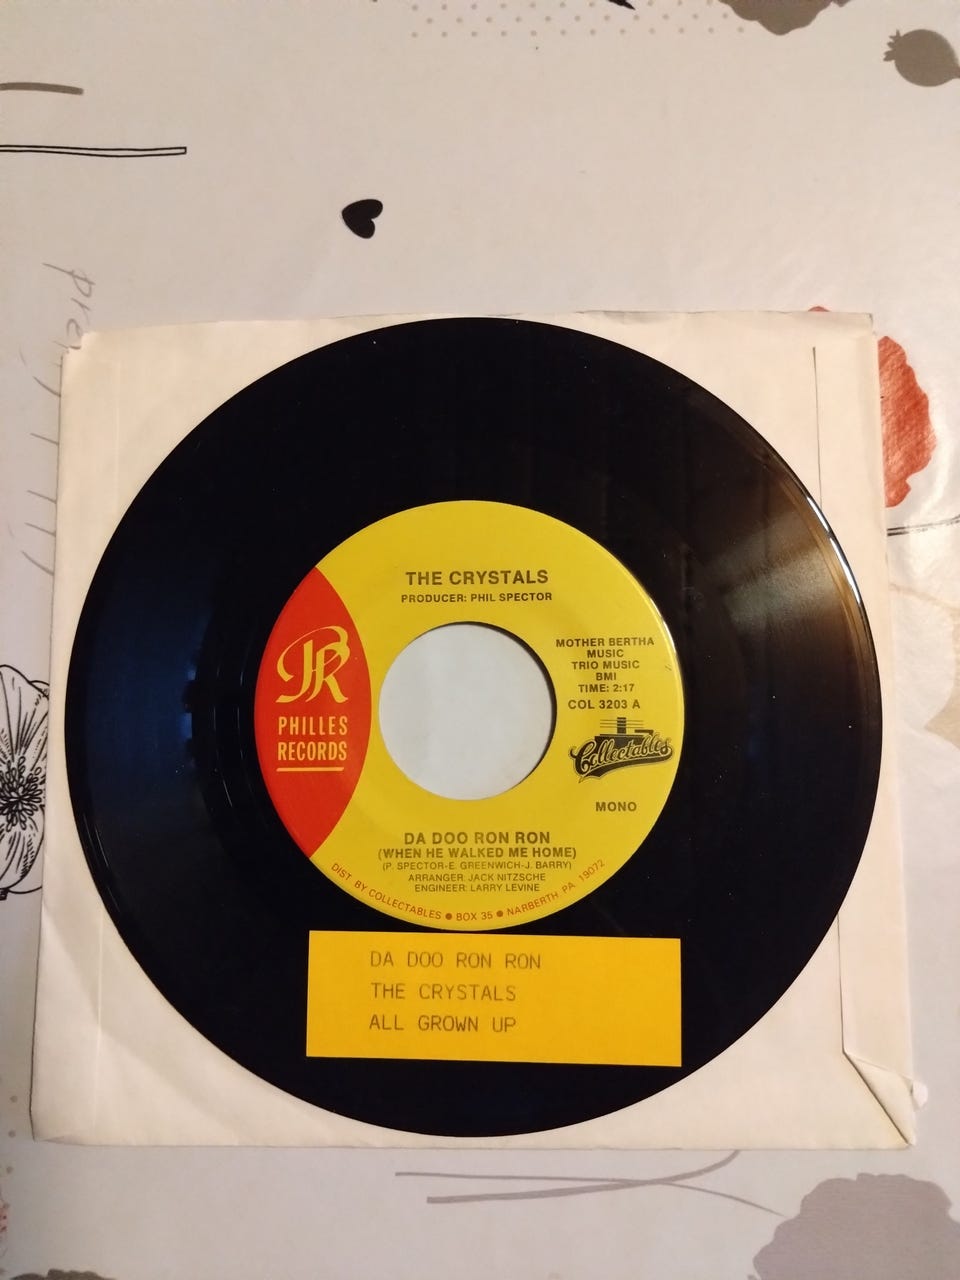 THE CRYSTALS
PRODUCER: PHIL SPECTOR
PR
PHILLES
RECORDS
MOTHER BERTHA
MUSIC
TRIO MUSIC
BMI
TIME: 2:17
COL 3203 A
Collectables
MONO
DA DOO RON RON
(WHEN HE WALKED ME HOME)
(P. SPECTOR-E. GREENWICH-J. BARRY)
ARRANGER: JACK NITZSCHE
ENGINEER: LARRY LEVINE
DIST BY COLLECTABLES ● BOX 35 ● NARBERTH PA. 19072
DA DOO RON RON
THE CRYSTALS
ALL GROWN UP